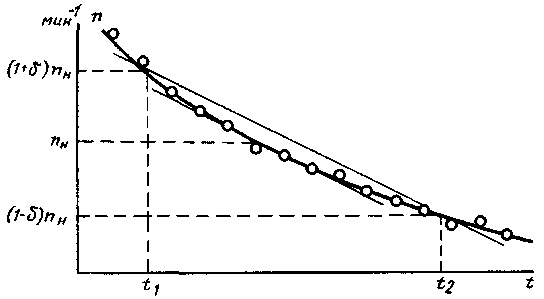 мин⁻¹ n
(1+δ)nн
nн
(1-δ)nн
t₁ t₂ t